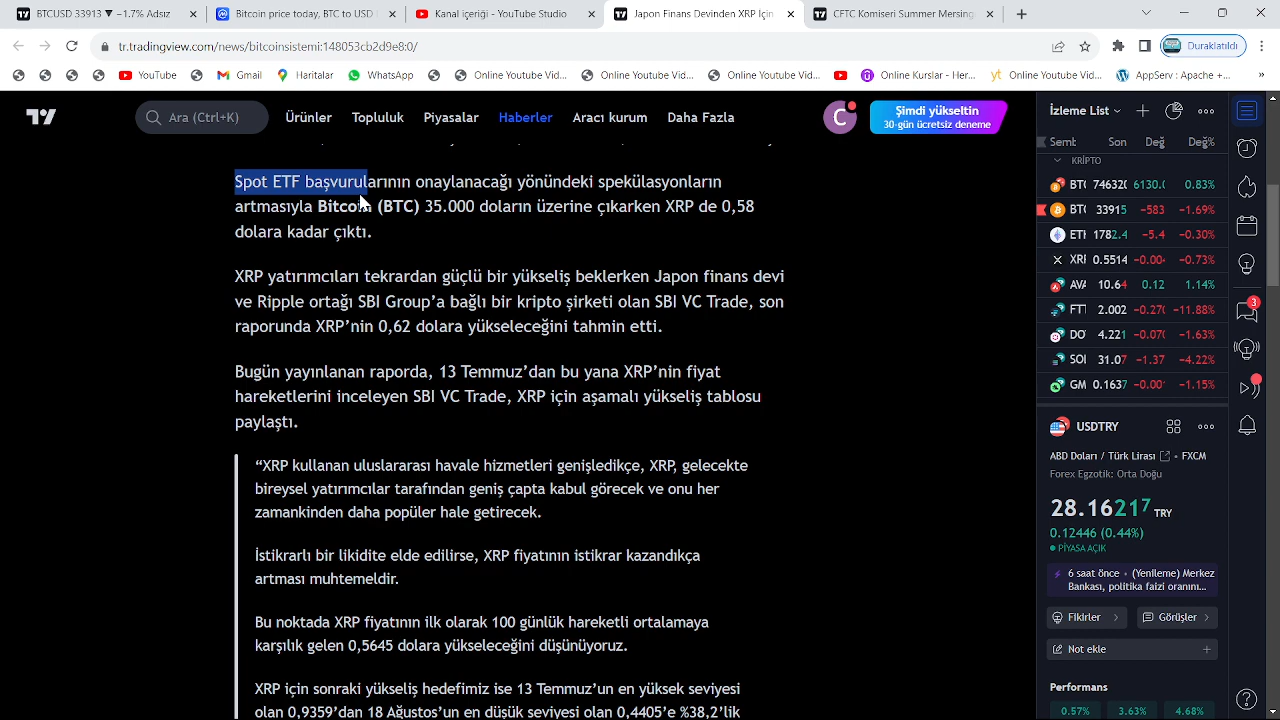 BTCUSD 33913 ▼ −1.7% Adsız
Bitcoin price today, BTC to USD
Kanal içeriği - YouTube Studio
Japon Finans Devinden XRP İçin
CFTC Komiseri Summer Mersing
tr.tradingview.com/news/bitcoinsistemi:148053cb2d9e8:0/
Duraklatıldı
YouTube
Gmail
Haritalar
WhatsApp
Online Youtube Vid...
Online Youtube Vid...
Online Youtube Vid...
Online Kurslar - Her...
Online Youtube Vid...
AppServ : Apache +...
Ara (Ctrl+K)
Ürünler
Topluluk
Piyasalar
Haberler
Aracı kurum
Daha Fazla
C
Şimdi yükseltin
30-gün ücretsiz deneme
Spot ETF başvurularının onaylanacağı yönündeki spekülasyonların
artmasıyla Bitcoin (BTC) 35.000 doların üzerine çıkarken XRP de 0,58
dolara kadar çıktı.
XRP yatırımcıları tekrardan güçlü bir yükseliş beklerken Japon finans devi
ve Ripple ortağı SBI Group’a bağlı bir kripto şirketi olan SBI VC Trade, son
raporunda XRP’nin 0,62 dolara yükseleceğini tahmin etti.
Bugün yayınlanan raporda, 13 Temmuz’dan bu yana XRP’nin fiyat
hareketlerini inceleyen SBI VC Trade, XRP için aşamalı yükseliş tablosu
paylaştı.
“XRP kullanan uluslararası havale hizmetleri genişledikçe, XRP, gelecekte
bireysel yatırımcılar tarafından geniş çapta kabul görecek ve onu her
zamankinden daha popüler hale getirecek.
İstikrarlı bir likidite elde edilirse, XRP fiyatının istikrar kazandıkça
artması muhtemeldir.
Bu noktada XRP fiyatının ilk olarak 100 günlük hareketli ortalamaya
karşılık gelen 0,5645 dolara yükseleceğini düşünüyoruz.
XRP için sonraki yükseliş hedefimiz ise 13 Temmuz’un en yüksek seviyesi
olan 0,9359’dan 18 Ağustos’un en düşük seviyesi olan 0,4405’e %38,2’lik
İzleme List
Semb Son Değ Değ%
KRİPTO
BT 74632 6130. 0.83%
BT 33915 −583 −1.69%
ET 1782.4 −5.4 −0.30%
XR 0.5514 −0.00 −0.73%
AV 10.64 0.12 1.14%
FT 2.002 −0.27 −11.88%
DO 4.221 −0.07 −1.63%
SO 31.07 −1.37 −4.22%
GM 0.1637 −0.00 −1.15%
USDTRY
ABD Doları / Türk Lirası • FXCM
Forex Egzotik: Orta Doğu
28.16217 TRY
0.12446 (0.44%)
PİYASA AÇIK
6 saat önce • (Yenileme) Merkez
Bankası, politika faizi oranını...
Fikirler
Görüşler
Not ekle
Performans
0.57% 3.63% 4.68%
3